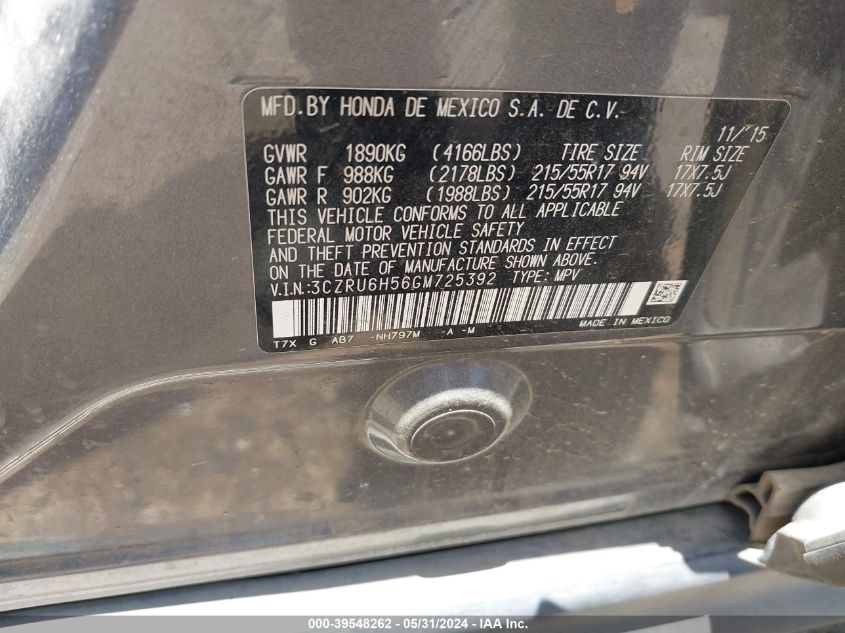 MFD.BY HONDA DE MEXICO S.A. DE C.V.
11/'15
GVWR 1890KG (4166LBS) TIRE SIZE RIM SIZE
GAWR F 988KG (2178LBS) 215/55R17 94V 17X7.5J
GAWR R 902KG (1988LBS) 215/55R17 94V 17X7.5J
THIS VEHICLE CONFORMS TO ALL APPLICABLE
FEDERAL MOTOR VEHICLE SAFETY
AND THEFT PREVENTION STANDARDS IN EFFECT
ON THE DATE OF MANUFACTURE SHOWN ABOVE.
V.I.N.:3CZRU6H56GM725392 TYPE: MPV
MADE IN MEXICO
T7X G AB7 -NH797M -A -M
000-39548262 - 05/31/2024 - IAA Inc.